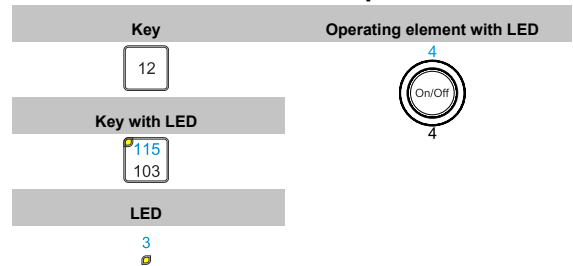 Key
12
Key with LED
115
103
LED
3
Operating element with LED
4
On/Off
4